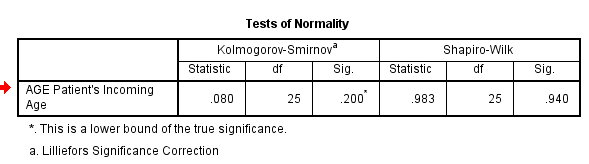 Tests of Normality
Kolmogorov-Smirnovᵃ Shapiro-Wilk
Statistic df Sig. Statistic df Sig.
AGE Patient's Incoming
Age .080 25 .200* .983 25 .940
*. This is a lower bound of the true significance.
a. Lilliefors Significance Correction